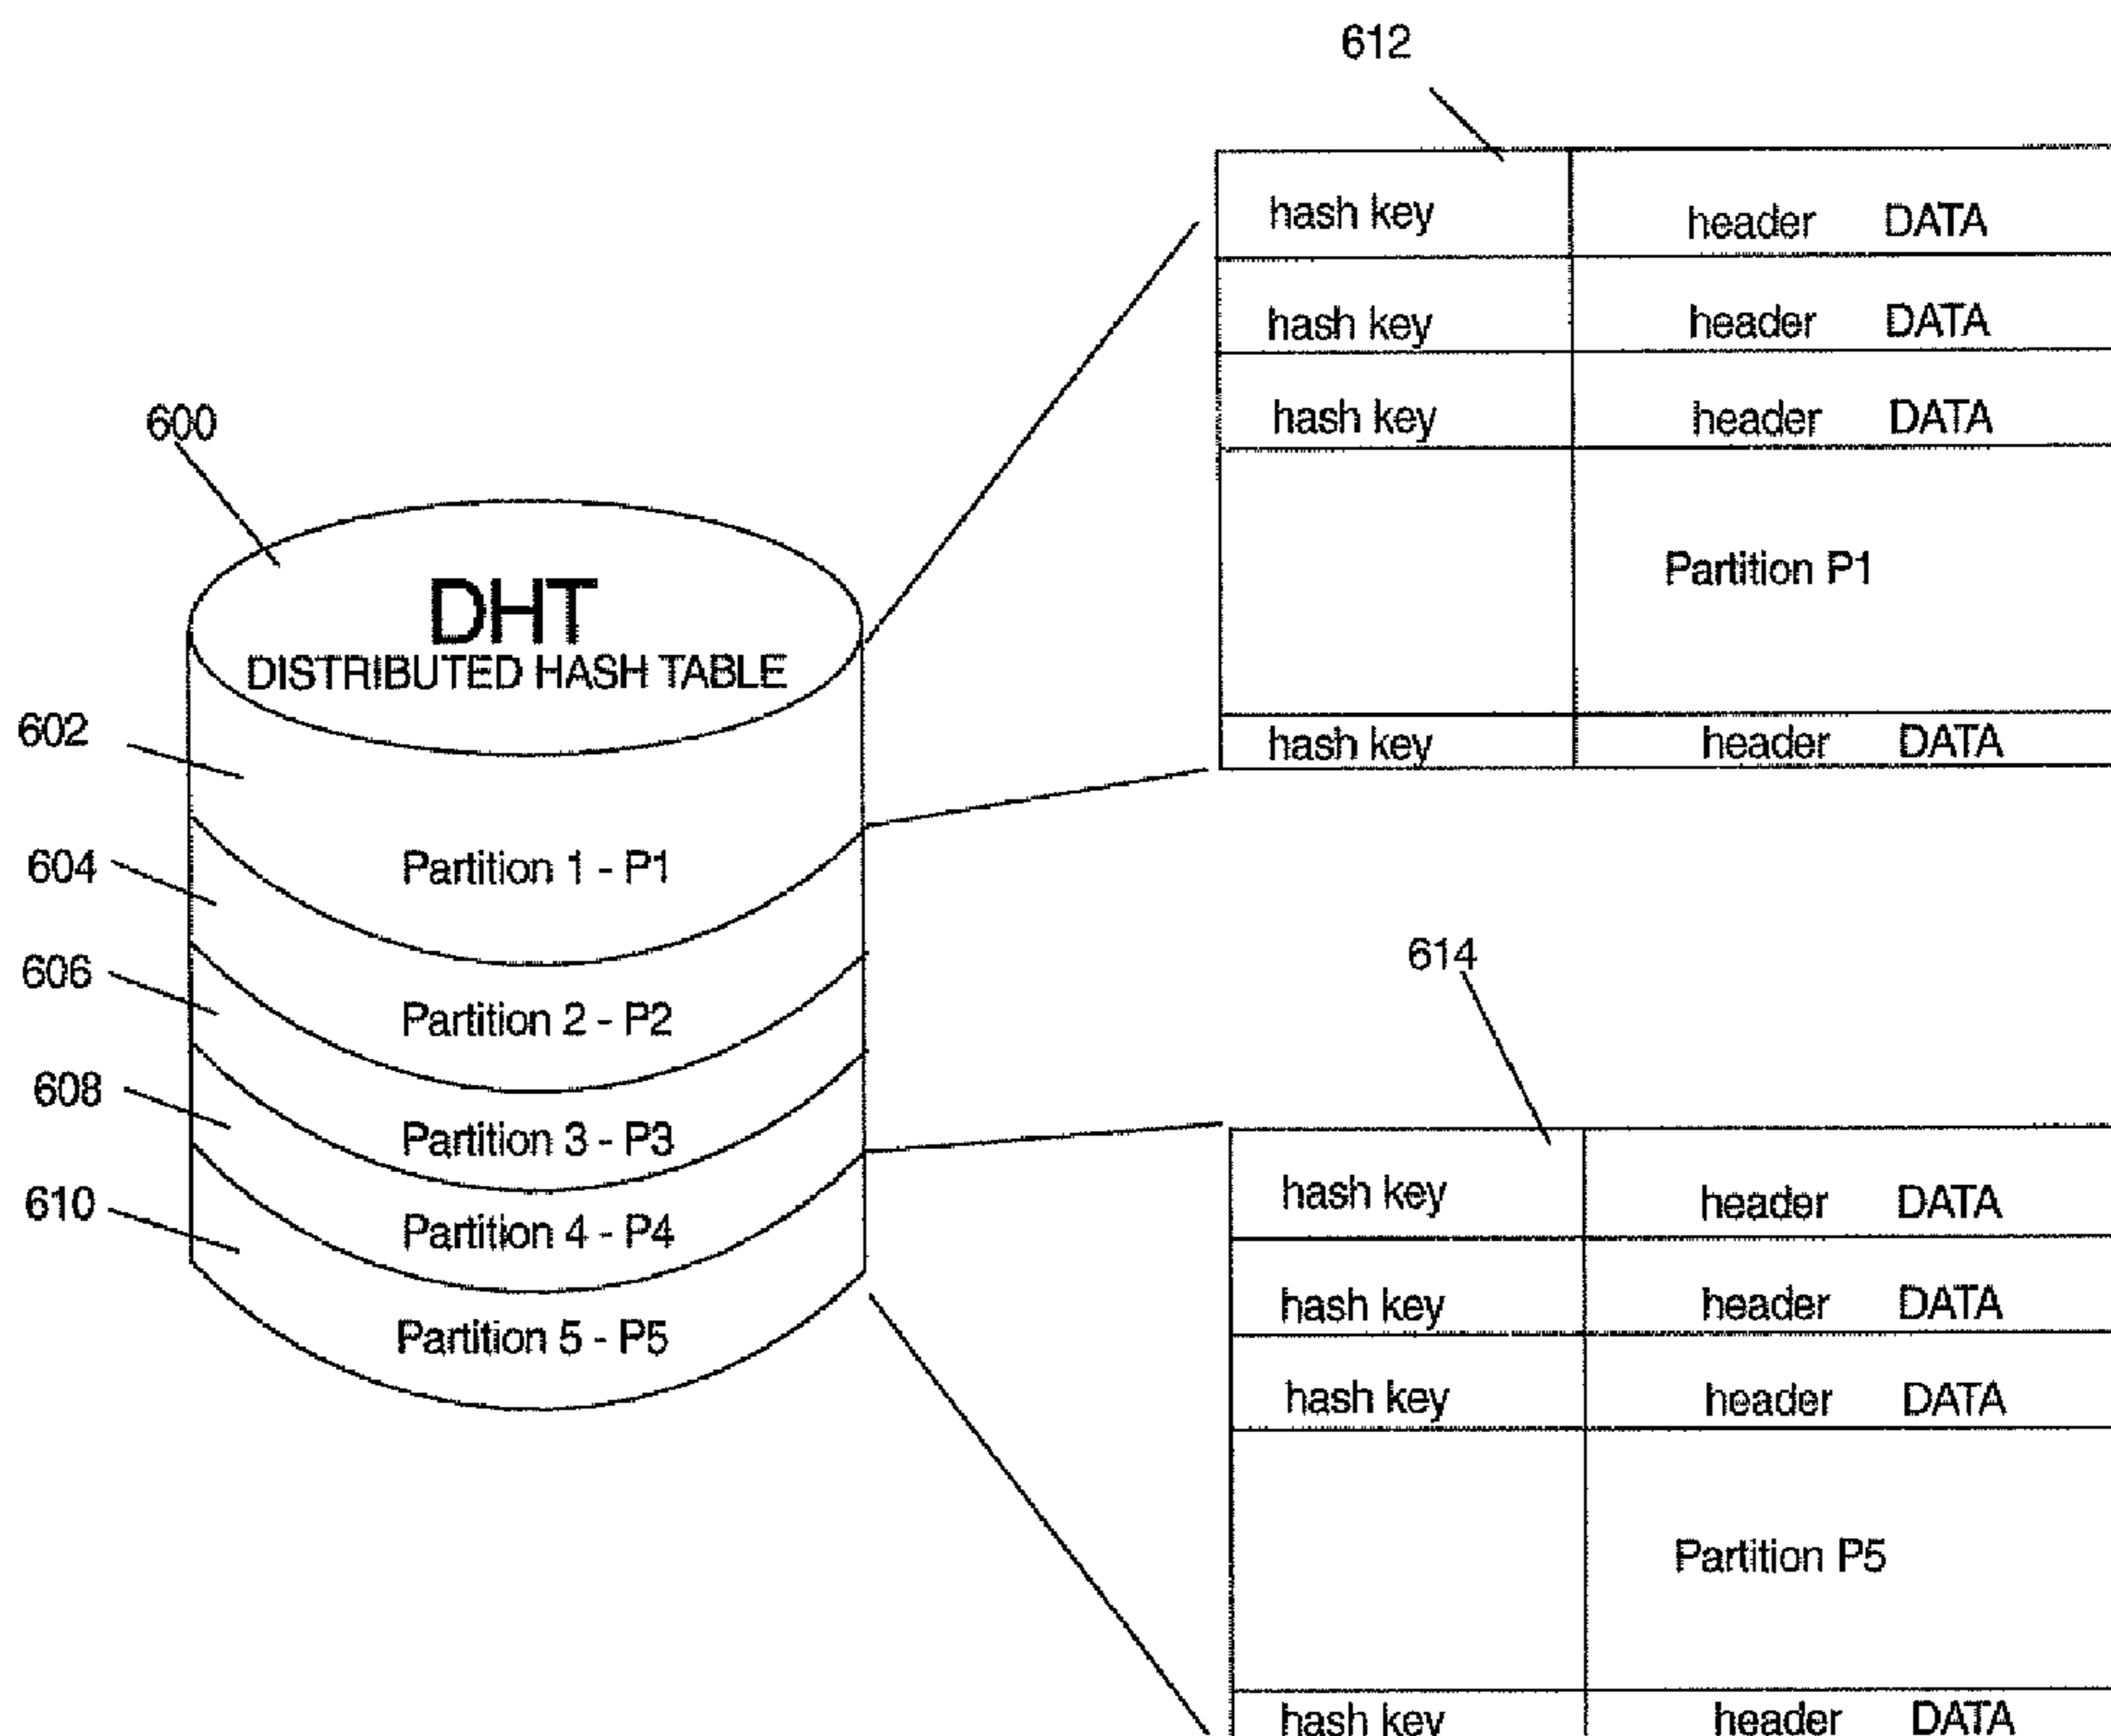 612
hash key header DATA
hash key header DATA
hash key header DATA
Partition P1
hash key header DATA
600
DHT
DISTRIBUTED HASH TABLE
602
604
606
608
610
Partition 1 - P1
Partition 2 - P2
Partition 3 - P3
Partition 4 - P4
Partition 5 - P5
614
hash key header DATA
hash key header DATA
hash key header DATA
Partition P5
hash key header DATA